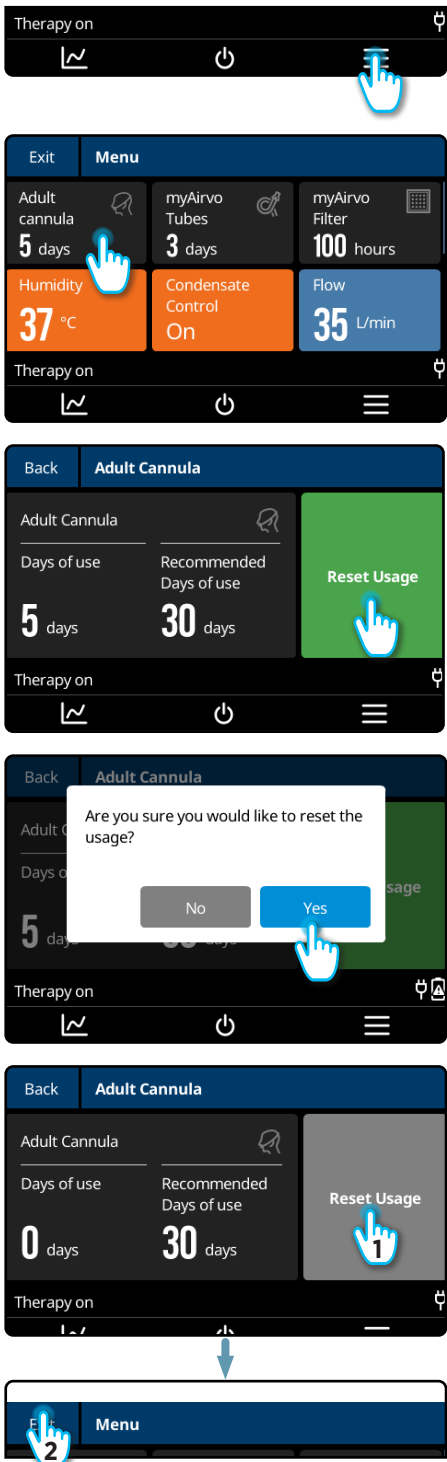 Therapy on
Exit Menu
Adult cannula
5 days
myAirvo Tubes
3 days
myAirvo Filter
100 hours
Humidity
37 °C
Condensate Control
On
Flow
35 L/min
Therapy on
Back Adult Cannula
Adult Cannula
Days of use
5 days
Recommended
Days of use
30 days
Reset Usage
Therapy on
Back Adult Cannula
Are you sure you would like to reset the
usage?
No Yes
5
Therapy on
Back Adult Cannula
Adult Cannula
Days of use
0 days
Recommended
Days of use
30 days
Reset Usage
1
Therapy on
Menu
2